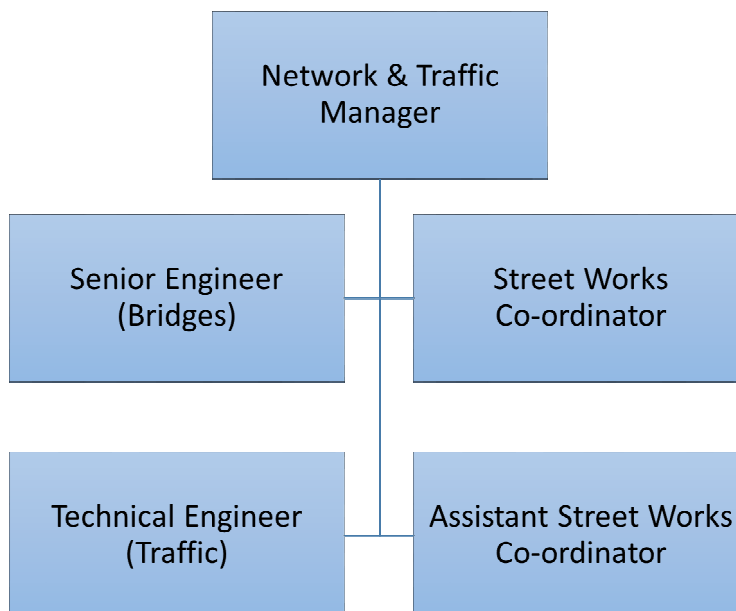 Network & Traffic
Manager
Senior Engineer
(Bridges)
Street Works
Co-ordinator
Technical Engineer
(Traffic)
Assistant Street Works
Co-ordinator